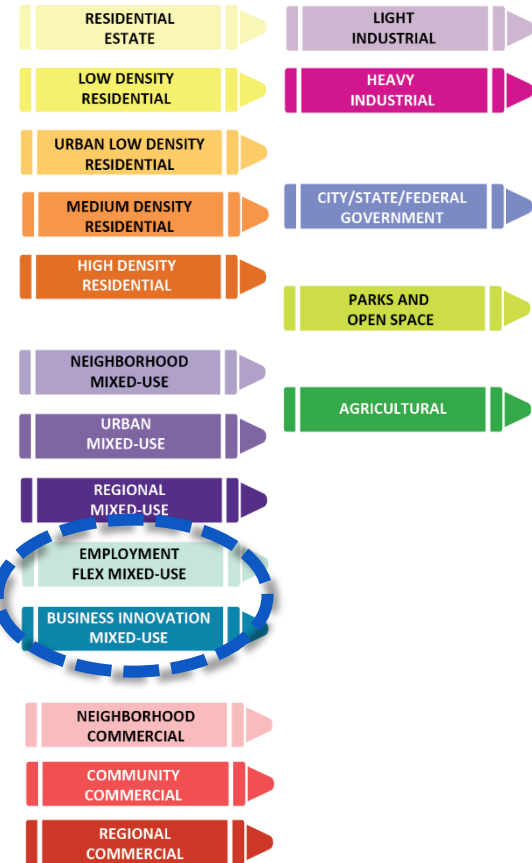 RESIDENTIAL
ESTATE
LOW DENSITY
RESIDENTIAL
URBAN LOW DENSITY
RESIDENTIAL
MEDIUM DENSITY
RESIDENTIAL
HIGH DENSITY
RESIDENTIAL
NEIGHBORHOOD
MIXED-USE
URBAN
MIXED-USE
REGIONAL
MIXED-USE
EMPLOYMENT
FLEX MIXED-USE
BUSINESS INNOVATION
MIXED-USE
NEIGHBORHOOD
COMMERCIAL
COMMUNITY
COMMERCIAL
REGIONAL
COMMERCIAL
LIGHT
INDUSTRIAL
HEAVY
INDUSTRIAL
CITY/STATE/FEDERAL
GOVERNMENT
PARKS AND
OPEN SPACE
AGRICULTURAL